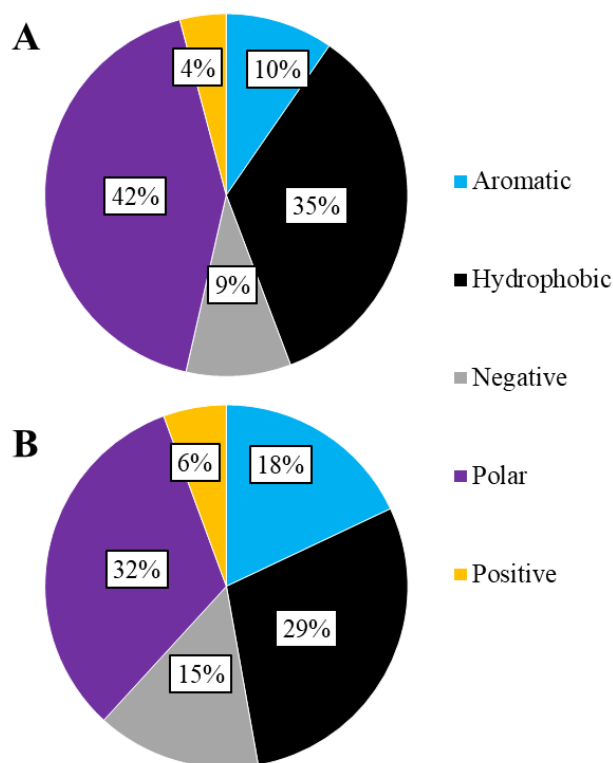 A
4%
10%
42%
35%
9%
Aromatic
Hydrophobic
Negative
Polar
Positive
B
6%
18%
32%
29%
15%